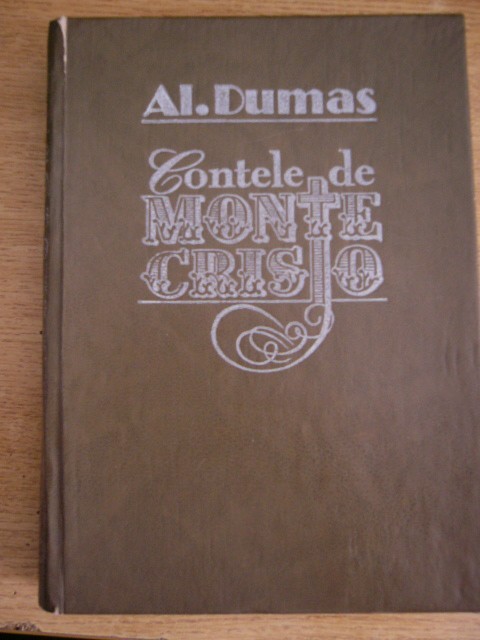 Al. Dumas
Contele de
MONTE
CRISTO